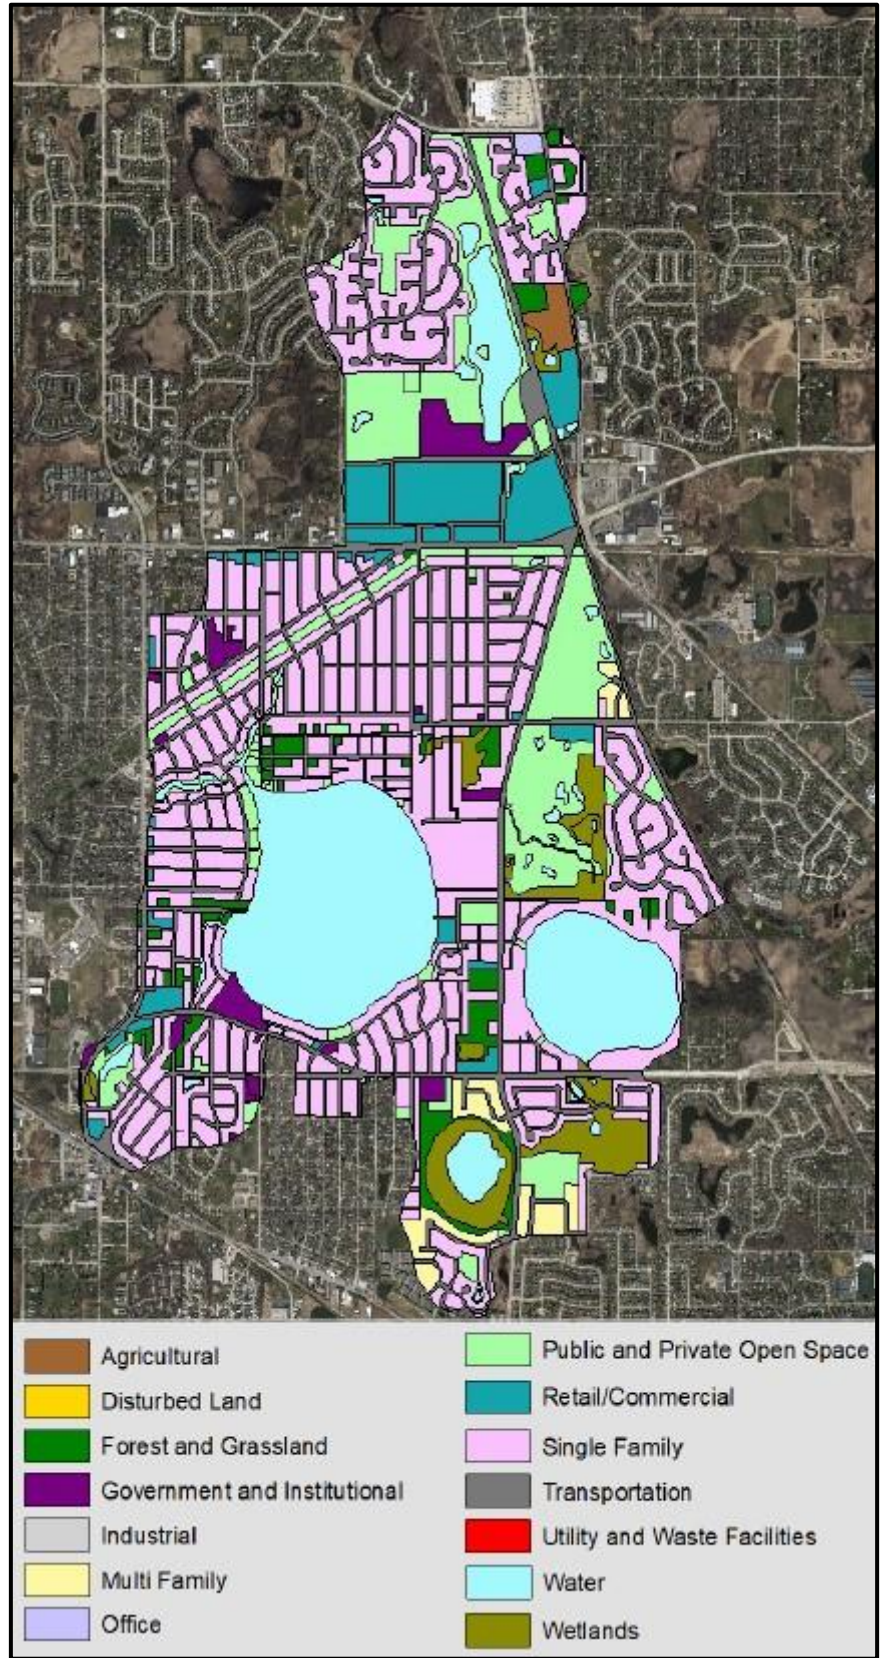 Agricultural
Disturbed Land
Forest and Grassland
Government and Institutional
Industrial
Multi Family
Office
Public and Private Open Space
Retail/Commercial
Single Family
Transportation
Utility and Waste Facilities
Water
Wetlands